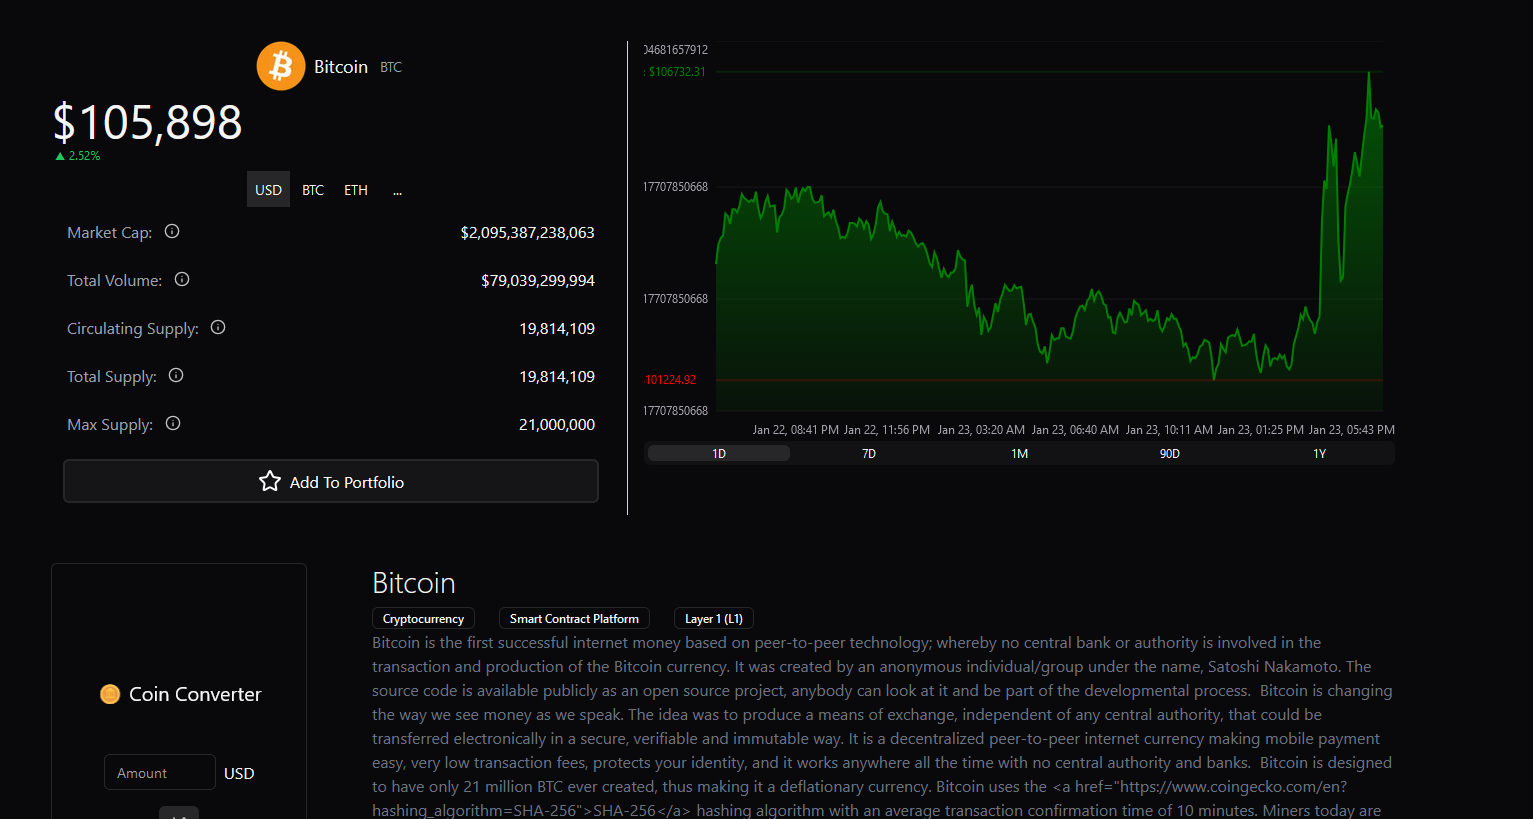 Bitcoin BTC
$105,898
▲ 2.52%
USD BTC ETH ...
Market Cap: $2,095,387,238,063
Total Volume: $79,039,299,994
Circulating Supply: 19,814,109
Total Supply: 19,814,109
Max Supply: 21,000,000
Add To Portfolio
04681657912
: $106732.31
17707850668
17707850668
101224.92
17707850668
Jan 22, 08:41 PM Jan 22, 11:56 PM Jan 23, 03:20 AM Jan 23, 06:40 AM Jan 23, 10:11 AM Jan 23, 01:25 PM Jan 23, 05:43 PM
1D 7D 1M 90D 1Y
Coin Converter
Amount USD
Bitcoin
Cryptocurrency Smart Contract Platform Layer 1 (L1)
Bitcoin is the first successful internet money based on peer-to-peer technology; whereby no central bank or authority is involved in the
transaction and production of the Bitcoin currency. It was created by an anonymous individual/group under the name, Satoshi Nakamoto. The
source code is available publicly as an open source project, anybody can look at it and be part of the developmental process.  Bitcoin is changing
the way we see money as we speak. The idea was to produce a means of exchange, independent of any central authority, that could be
transferred electronically in a secure, verifiable and immutable way. It is a decentralized peer-to-peer internet currency making mobile payment
easy, very low transaction fees, protects your identity, and it works anywhere all the time with no central authority and banks.  Bitcoin is designed
to have only 21 million BTC ever created, thus making it a deflationary currency. Bitcoin uses the <a href="https://www.coingecko.com/en?
hashing_algorithm=SHA-256">SHA-256</a> hashing algorithm with an average transaction confirmation time of 10 minutes. Miners today are